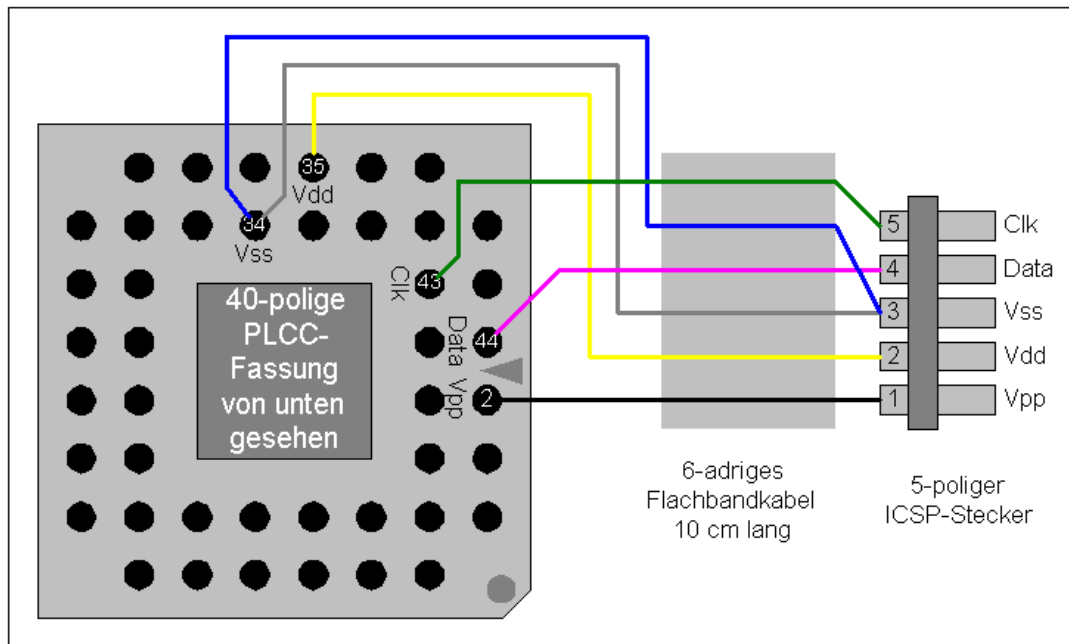 35
Vdd
34
Vss
43
Clk
44
Data
2
Vpp
40-polige
PLCC-
Fassung
von unten
gesehen
6-adriges
Flachbandkabel
10 cm lang
5 Clk
4 Data
3 Vss
2 Vdd
1 Vpp
5-poliger
ICSP-Stecker